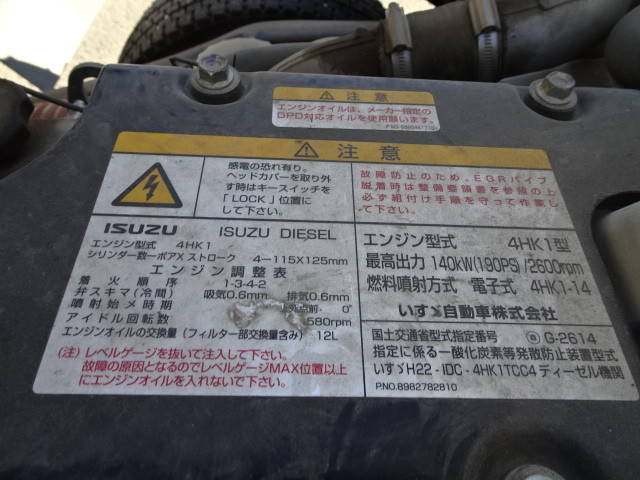 ⚠ 注意
エンジンオイルは、メーカー指定の
DPD対応オイルを使用願います。
⚠ 注意
感電の恐れ有り。
ヘッドカバーを取り外
す時はキースイッチを
「LOCK」位置に
して下さい。
故障防止のため、EGRパイプ
脱着時は整備要領書を参照の上
必ず組付け手順を守って作業し
て下さい。
ISUZU ISUZU DIESEL
エンジン型式 4HK1
シリンダー数ーボアXストローク 4ー115X125mm
エンジン調整表
着火順序 1-3-4-2
弁スキマ(冷間) 吸気0.6mm 排気0.6mm
噴射始メ時期 上死点前 0°
アイドル回転数 580rpm
エンジンオイルの交換量(フィルター部交換量含み) 12L
(注)レベルゲージを抜いて注入して下さい。
故障の原因となるのでレベルゲージMAX位置以上
にエンジンオイルを入れないで下さい。
エンジン型式 4HK1型
最高出力 140kW(190PS)/2600rpm
燃料噴射方式 電子式 4HK1-14
いすゞ自動車株式会社
国土交通省型式指定番号 ⓐ G-2614
指定に係る一酸化炭素等発散防止装置型式
いすゞH22-IDC-4HK1TCC4ディーゼル機関
P.NO.8982782810